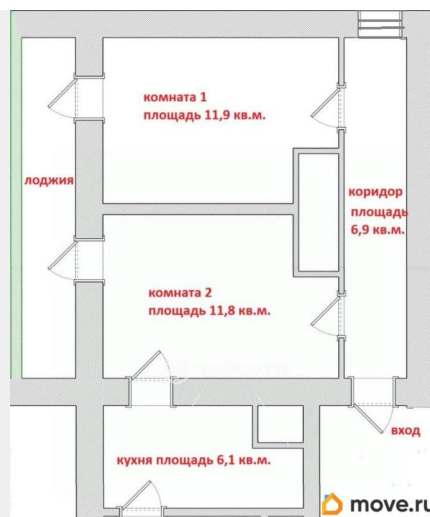 комната 1
площадь 11,9 кв.м.
лоджия
коридор
площадь
6,9 кв.м.
комната 2
площадь 11,8 кв.м.
вход
кухня площадь 6,1 кв.м.
move.ru